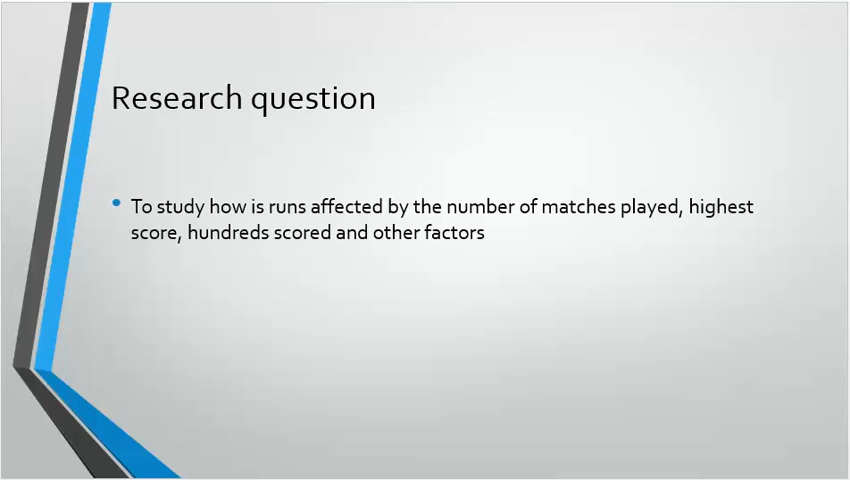 Research question
• To study how is runs affected by the number of matches played, highest
score, hundreds scored and other factors